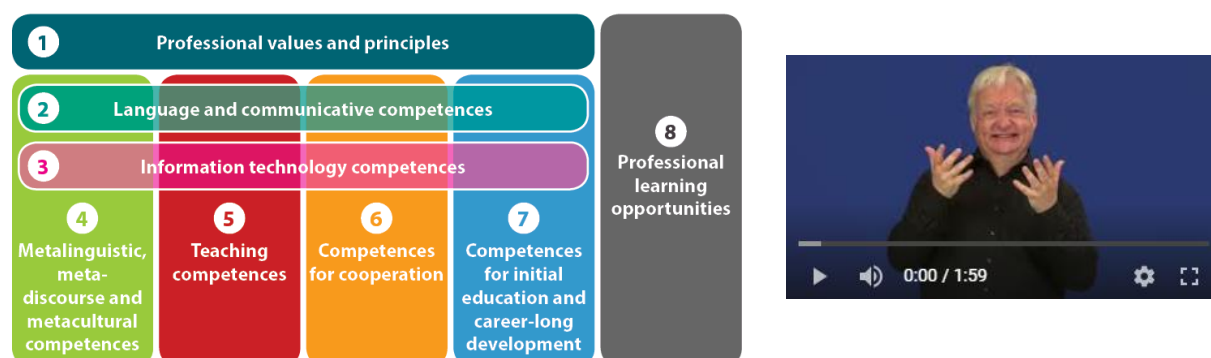 1 Professional values and principles
2 Language and communicative competences
3 Information technology competences
4
Metalinguistic,
meta-
discourse and
metacultural
competences
5
Teaching
competences
6
Competences
for cooperation
7
Competences
for initial
education and
career-long
development
8
Professional
learning
opportunities
0:00 / 1:59